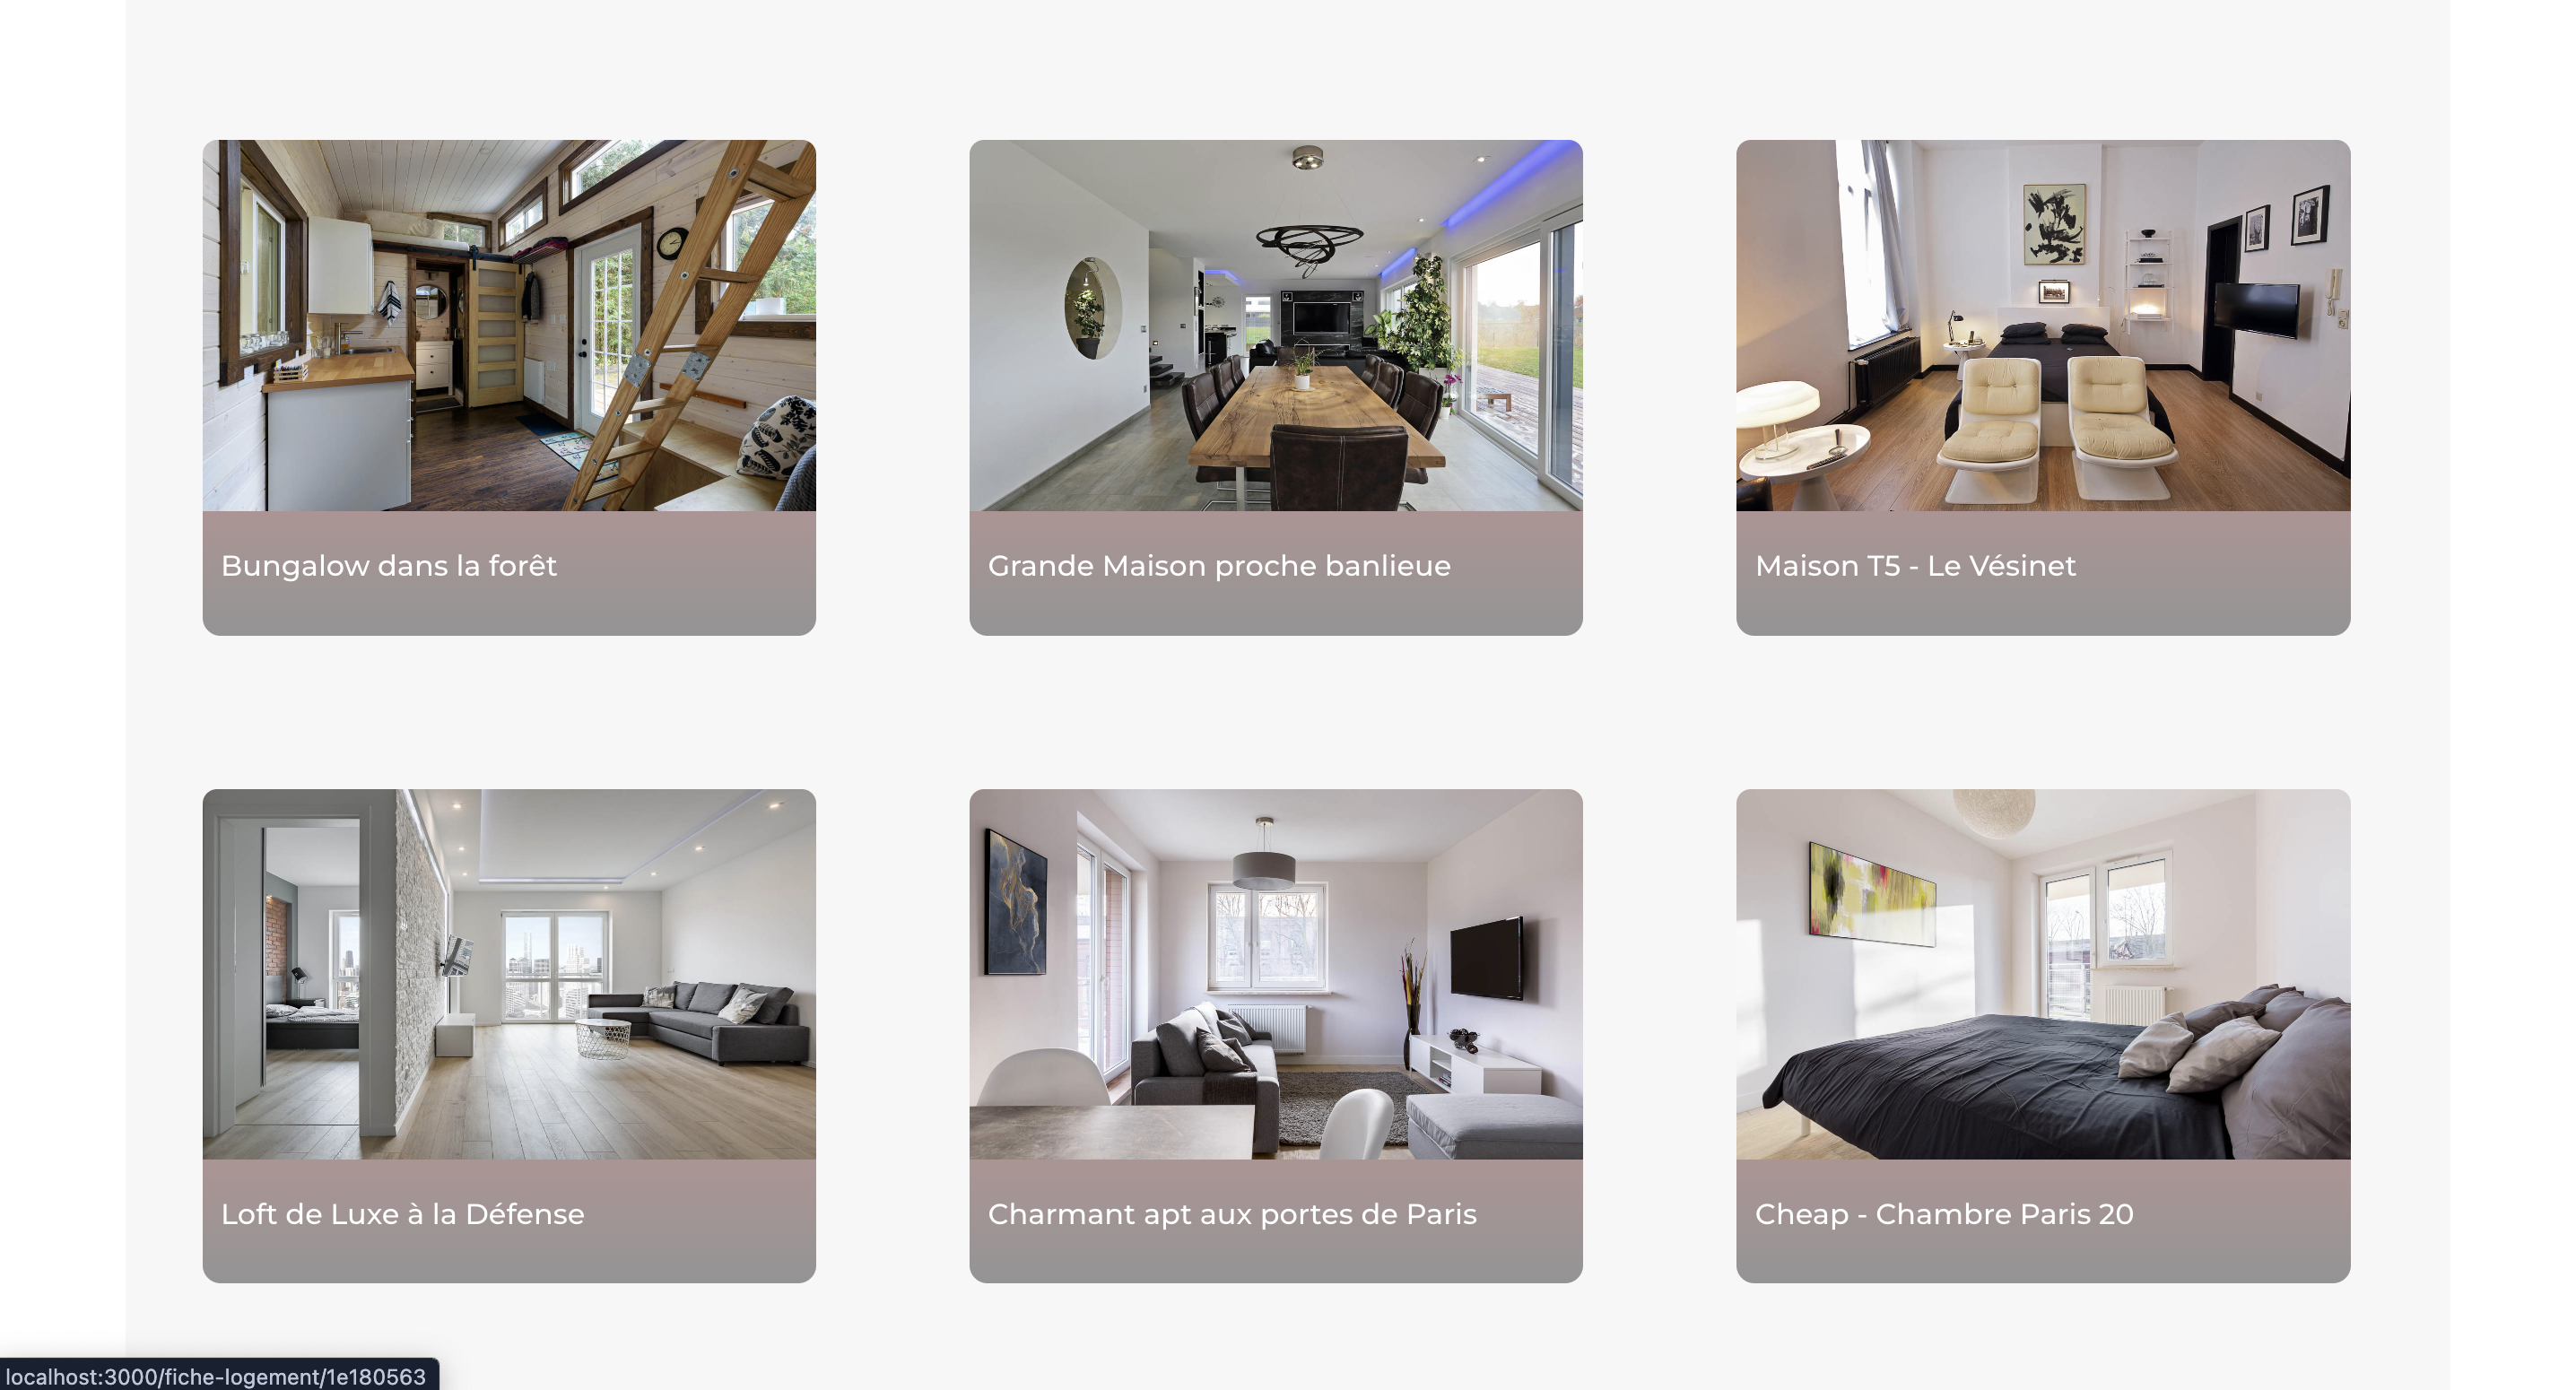 Bungalow dans la forêt
Grande Maison proche banlieue
Maison T5 - Le Vésinet
Loft de Luxe à la Défense
Charmant apt aux portes de Paris
Cheap - Chambre Paris 20
localhost:3000/fiche-logement/1e180563